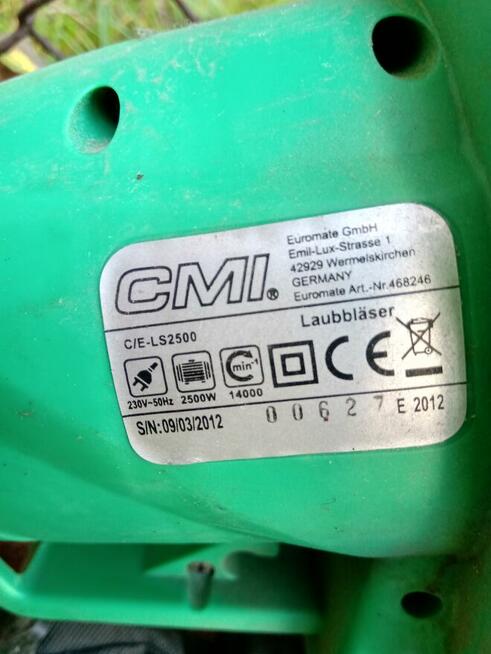 CMI®
Euromate GmbH
Emil-Lux-Strasse 1
42929 Wermelskirchen
GERMANY
Euromate Art.-Nr.468246
C/E-LS2500
Laubbläser
min-1
CE
230V~50Hz 2500W 14000
S/N:09/03/2012 00627 E 2012